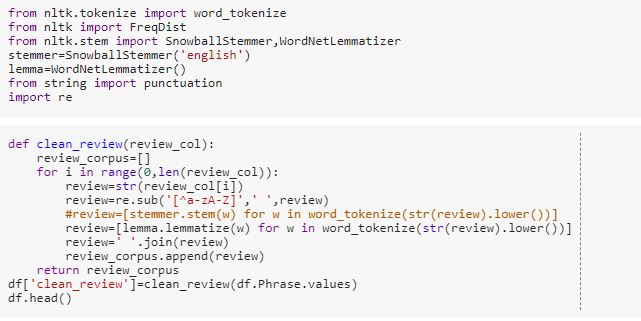 from nltk.tokenize import word_tokenize
from nltk import FreqDist
from nltk.stem import SnowballStemmer,WordNetLemmatizer
stemmer=SnowballStemmer('english')
lemma=WordNetLemmatizer()
from string import punctuation
import re
def clean_review(review_col):
    review_corpus=[]
    for i in range(0,len(review_col)):
        review=str(review_col[i])
        review=re.sub('[^a-zA-Z]',' ',review)
        #review=[stemmer.stem(w) for w in word_tokenize(str(review).lower())]
        review=[lemma.lemmatize(w) for w in word_tokenize(str(review).lower())]
        review=' '.join(review)
        review_corpus.append(review)
    return review_corpus
df['clean_review']=clean_review(df.Phrase.values)
df.head()